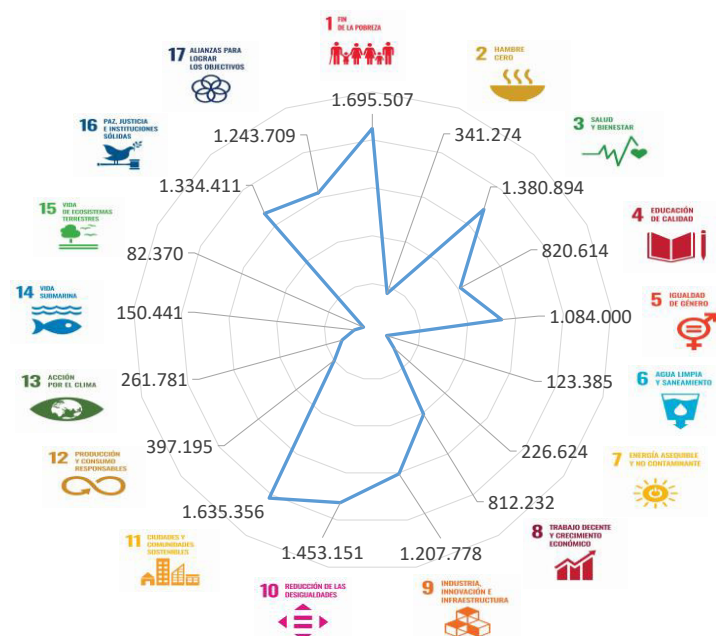 1 FIN
DE LA POBREZA
2 HAMBRE
CERO
3 SALUD
Y BIENESTAR
4 EDUCACIÓN
DE CALIDAD
5 IGUALDAD
DE GÉNERO
6 AGUA LIMPIA
Y SANEAMIENTO
7 ENERGÍA ASEQUIBLE
Y NO CONTAMINANTE
8 TRABAJO DECENTE
Y CRECIMIENTO
ECONÓMICO
9 INDUSTRIA,
INNOVACIÓN E
INFRAESTRUCTURA
10 REDUCCIÓN DE LAS
DESIGUALDADES
11 CIUDADES Y
COMUNIDADES
SOSTENIBLES
12 PRODUCCIÓN
Y CONSUMO
RESPONSABLES
13 ACCIÓN
POR EL CLIMA
14 VIDA
SUBMARINA
15 VIDA
DE ECOSISTEMAS
TERRESTRES
16 PAZ, JUSTICIA
E INSTITUCIONES
SÓLIDAS
17 ALIANZAS PARA
LOGRAR
LOS OBJECTIVOS
1.695.507
341.274
1.380.894
820.614
1.084.000
123.385
226.624
812.232
1.207.778
1.453.151
1.635.356
397.195
261.781
150.441
82.370
1.334.411
1.243.709